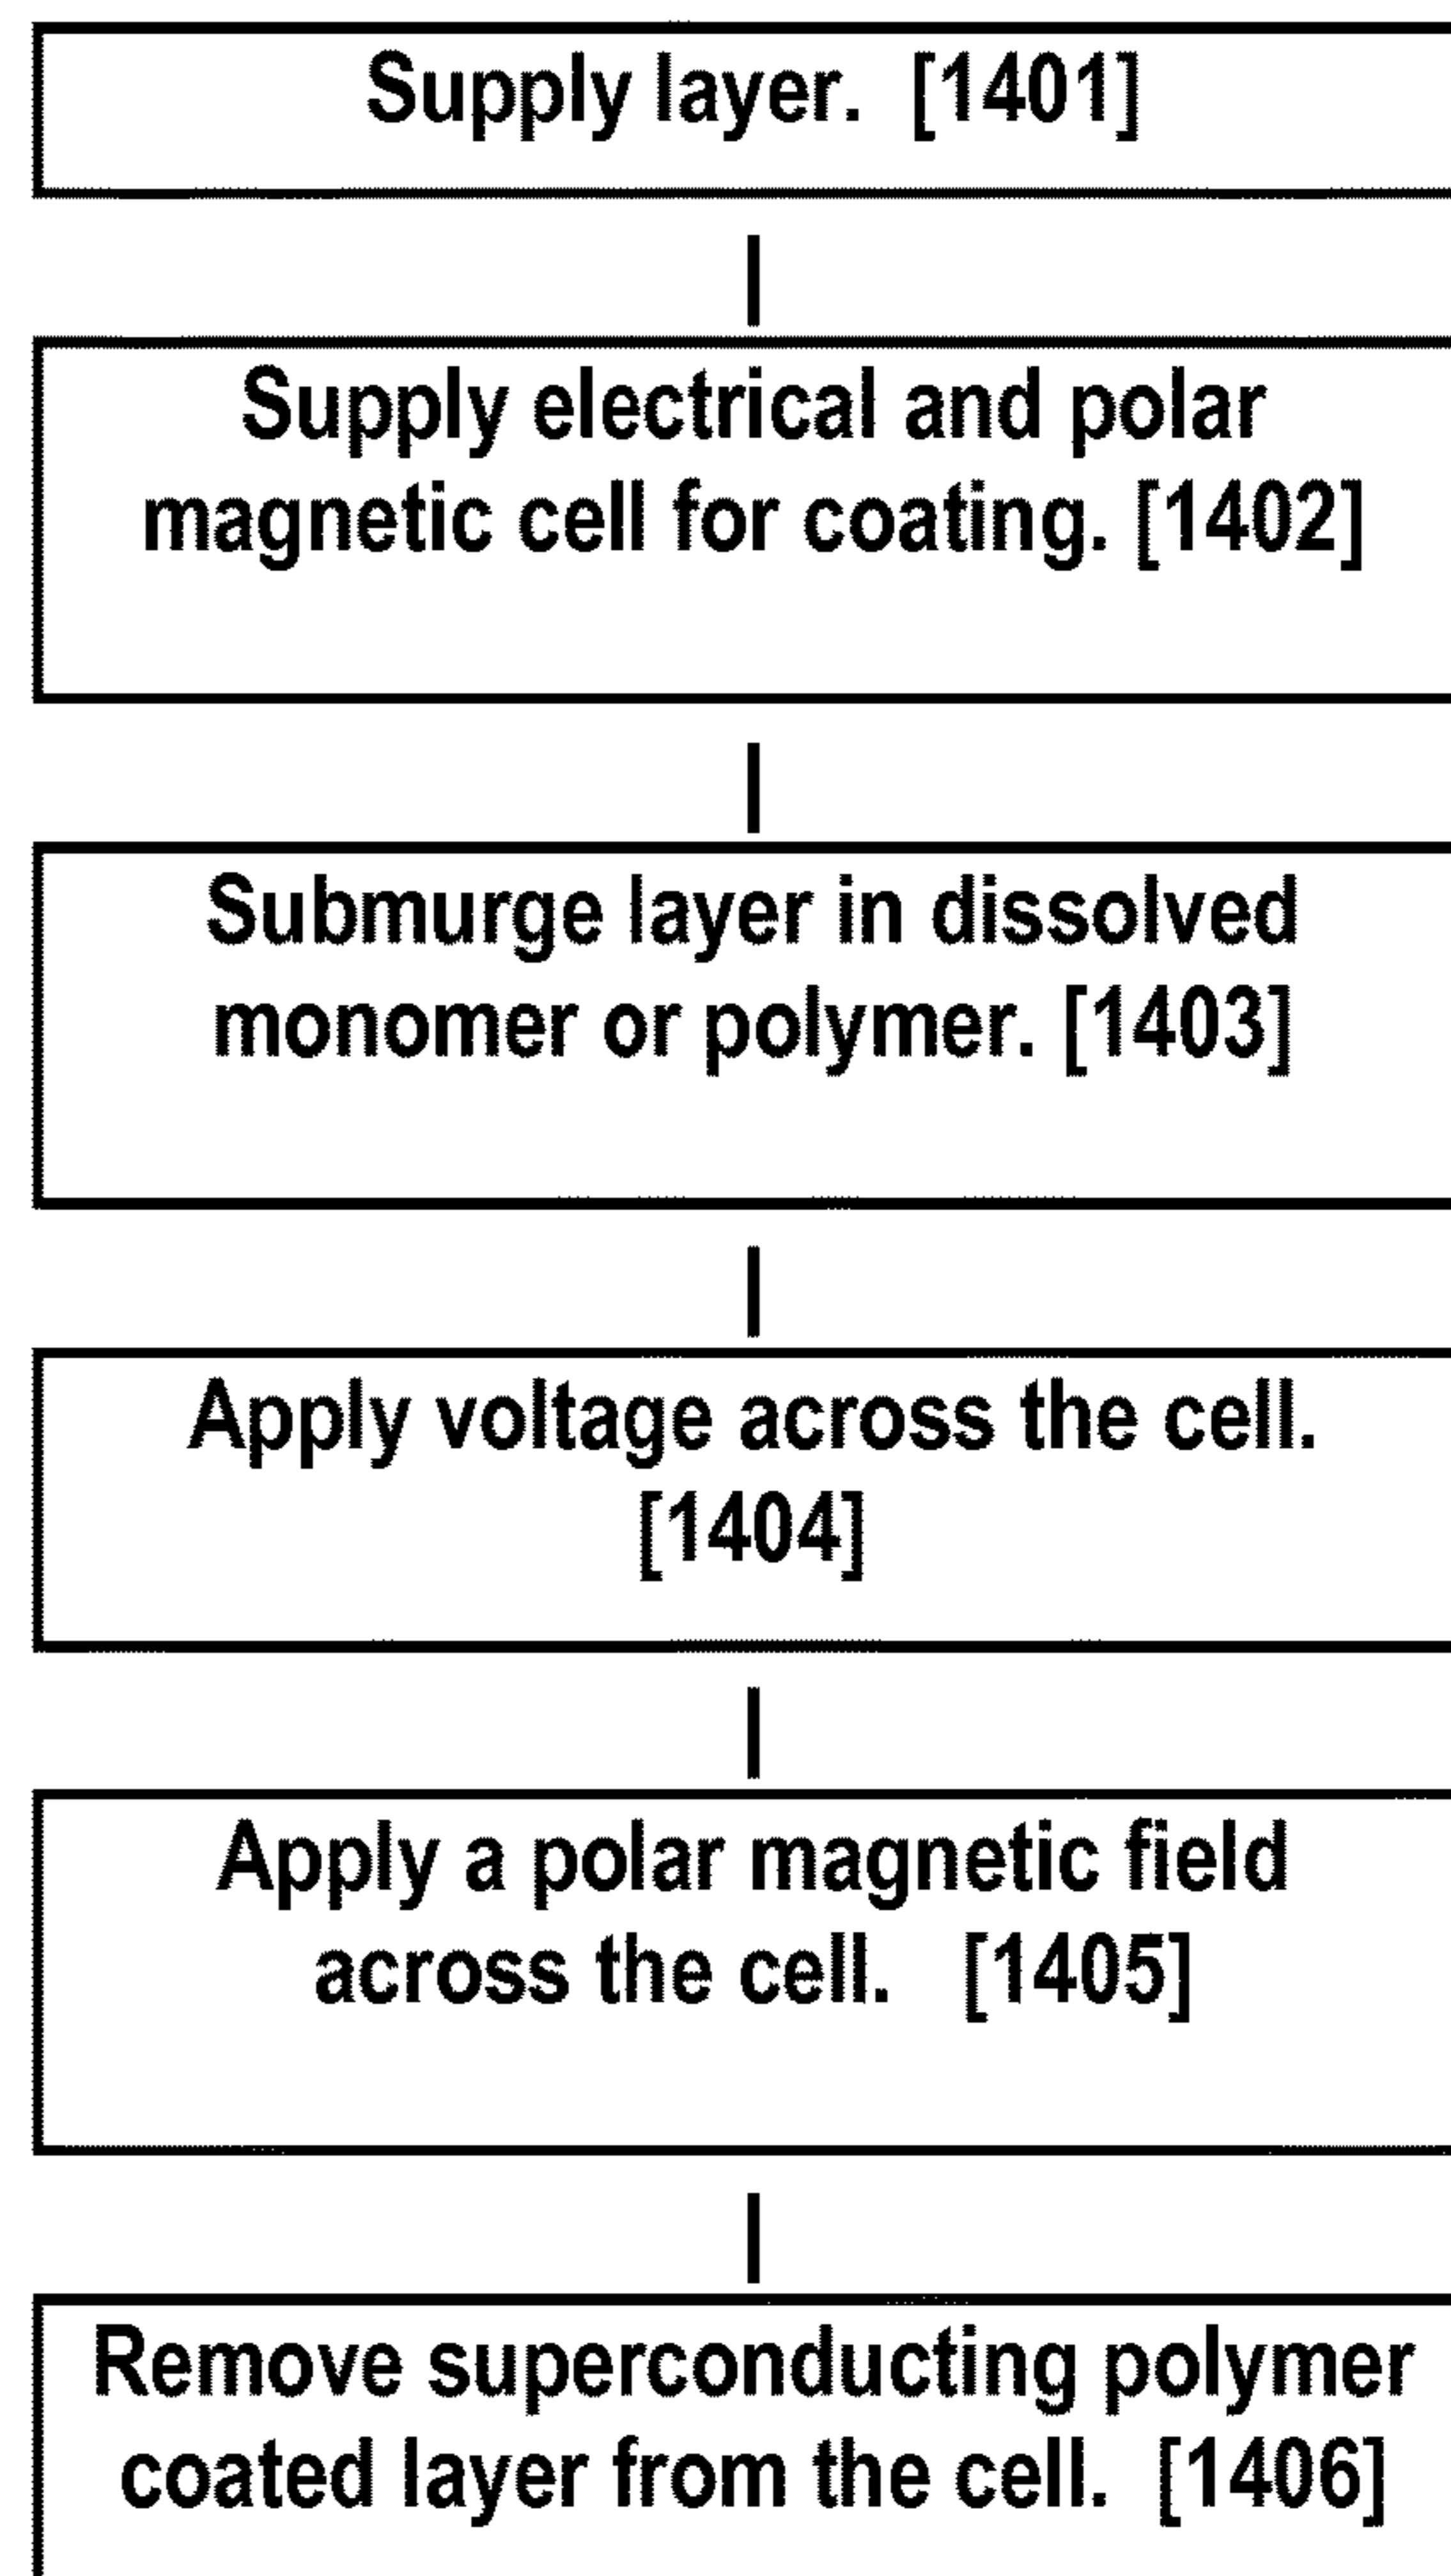 Supply layer. [1401]
Supply electrical and polar
magnetic cell for coating. [1402]
Submurge layer in dissolved
monomer or polymer. [1403]
Apply voltage across the cell.
[1404]
Apply a polar magnetic field
across the cell. [1405]
Remove superconducting polymer
coated layer from the cell. [1406]